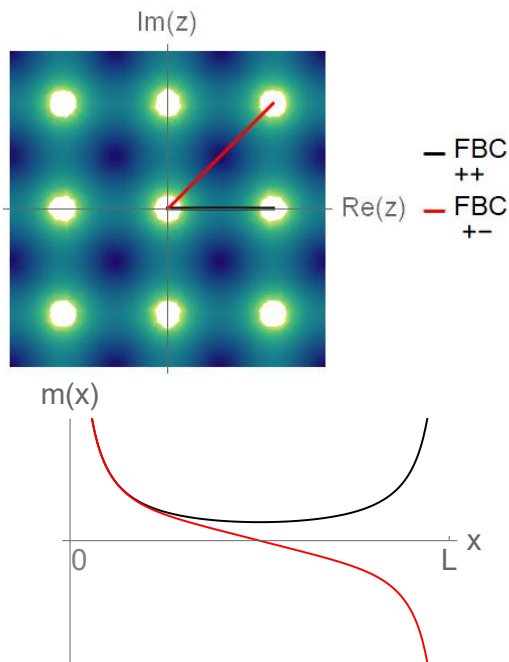 Im(z)
Re(z)
FBC
++
FBC
+−
m(x)
x
0
L